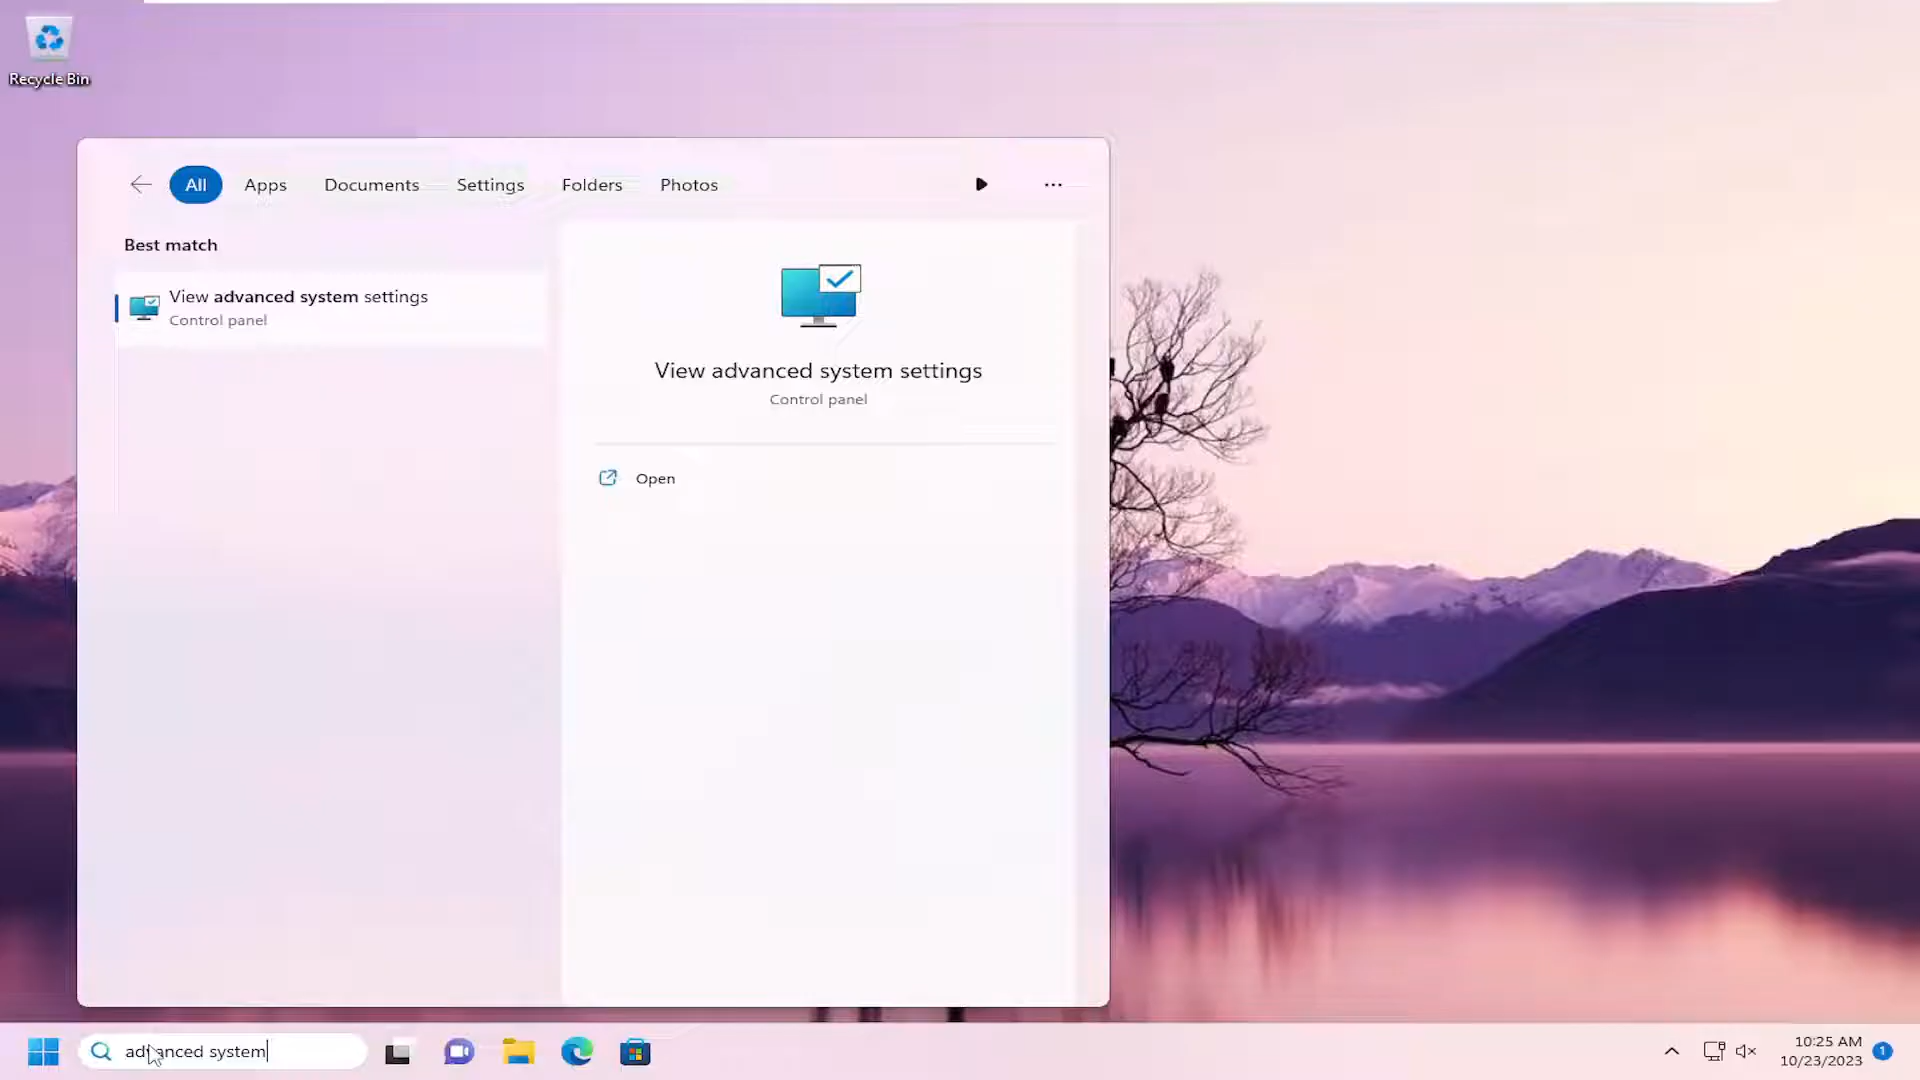 Recycle Bin
All Apps Documents Settings Folders Photos
Best match
View advanced system settings
Control panel
View advanced system settings
Control panel
Open
advanced system
10:25 AM
10/23/2023
1